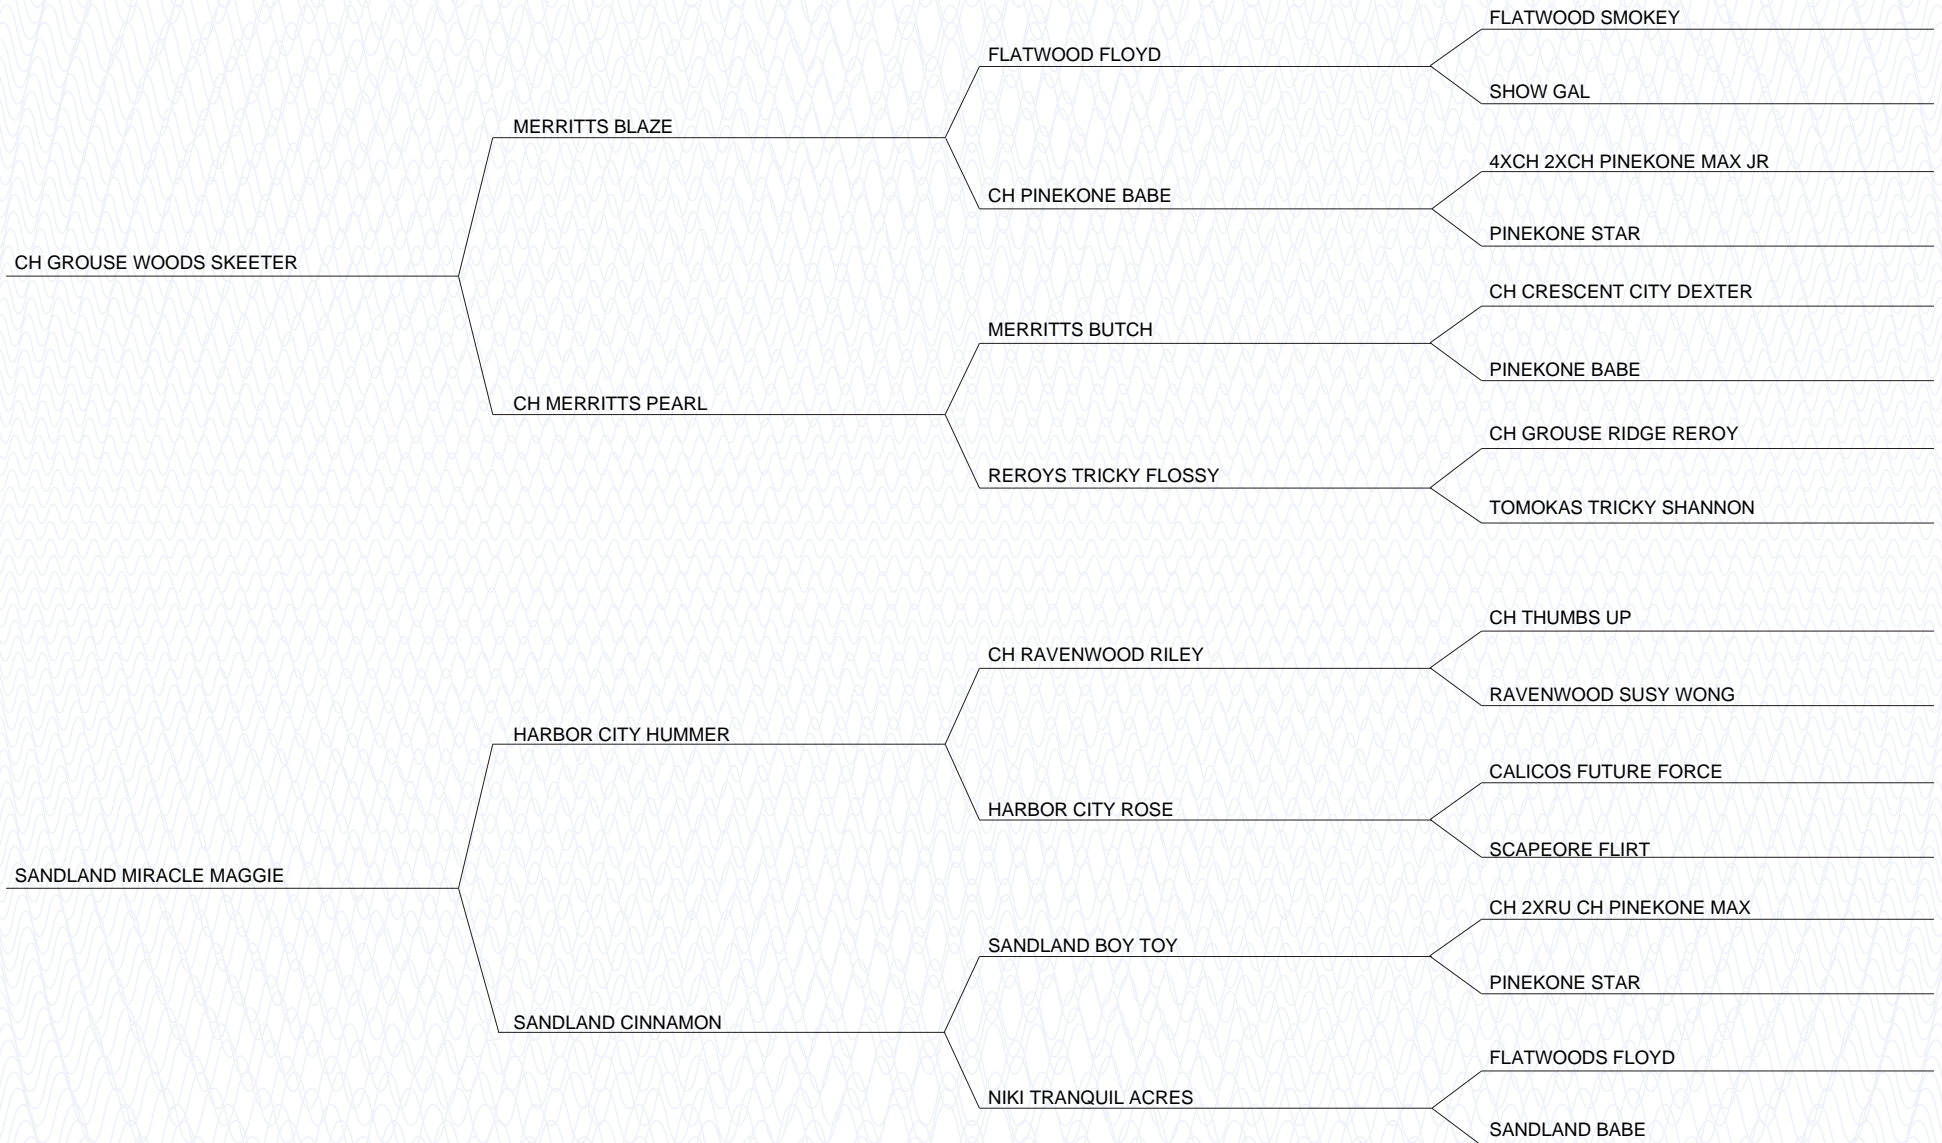 FLATWOOD SMOKEY
FLATWOOD FLOYD
SHOW GAL
MERRITTS BLAZE
4XCH 2XCH PINEKONE MAX JR
CH PINEKONE BABE
PINEKONE STAR
CH GROUSE WOODS SKEETER
CH CRESCENT CITY DEXTER
MERRITTS BUTCH
PINEKONE BABE
CH MERRITTS PEARL
CH GROUSE RIDGE REROY
REROYS TRICKY FLOSSY
TOMOKAS TRICKY SHANNON
CH THUMBS UP
CH RAVENWOOD RILEY
RAVENWOOD SUSY WONG
HARBOR CITY HUMMER
CALICOS FUTURE FORCE
HARBOR CITY ROSE
SCAPEORE FLIRT
SANDLAND MIRACLE MAGGIE
CH 2XRU CH PINEKONE MAX
SANDLAND BOY TOY
PINEKONE STAR
SANDLAND CINNAMON
FLATWOODS FLOYD
NIKI TRANQUIL ACRES
SANDLAND BABE